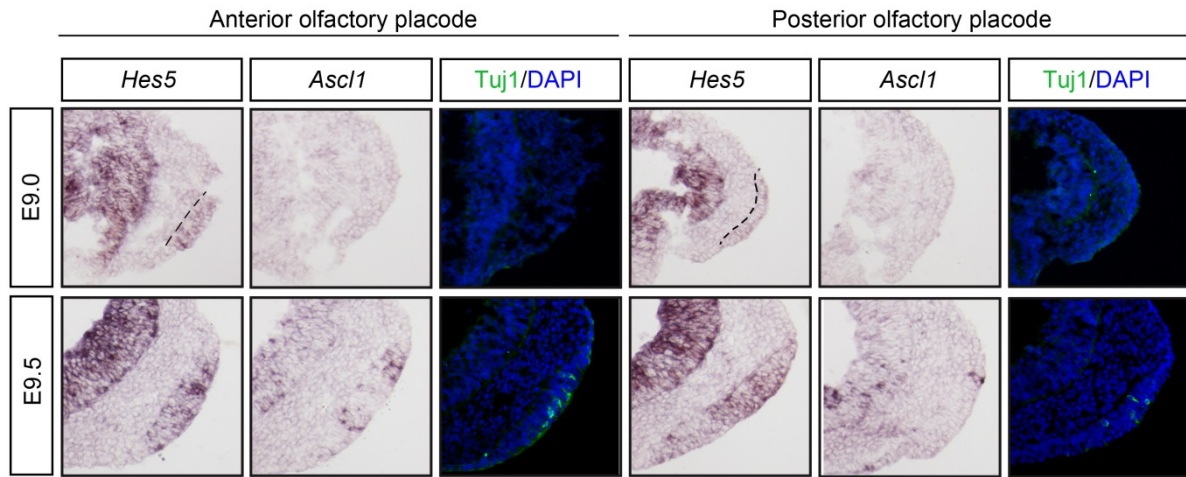 Anterior olfactory placode Posterior olfactory placode
Hes5 Ascl1 Tuj1/DAPI Hes5 Ascl1 Tuj1/DAPI
E9.0
E9.5